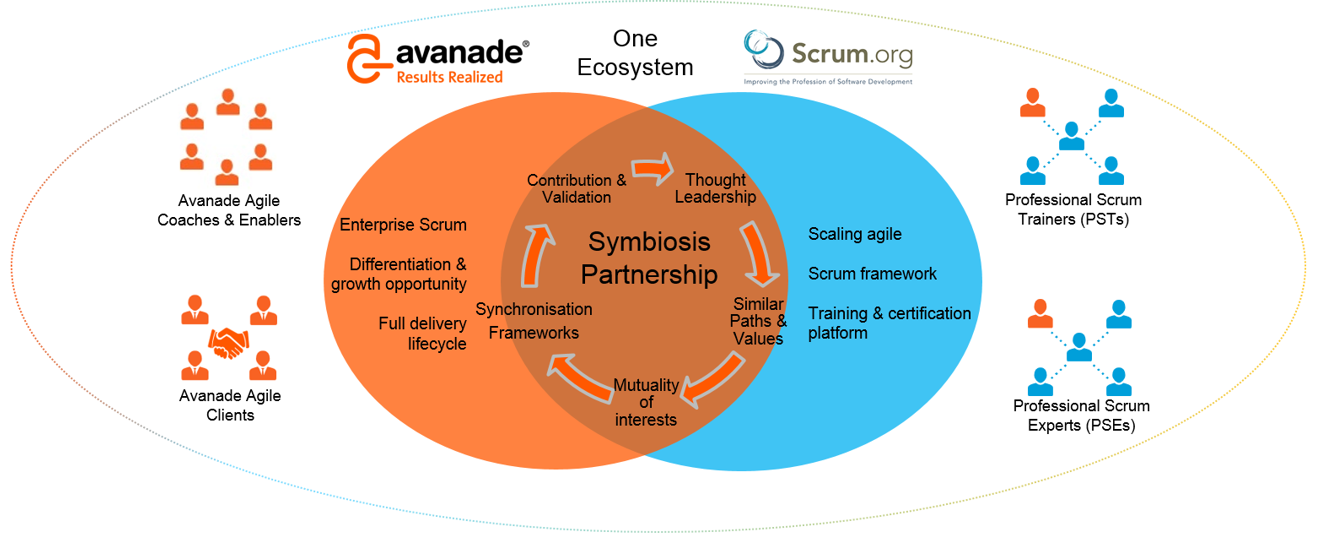 avanade®
Results Realized
One
Ecosystem
Scrum.org
Improving the Profession of Software Development
Avanade Agile
Coaches & Enablers
Avanade Agile
Clients
Enterprise Scrum
Differentiation &
growth opportunity
Full delivery
lifecycle
Contribution &
Validation
Thought
Leadership
Symbiosis
Partnership
Similar
Paths &
Values
Mutuality
of
interests
Synchronisation
Frameworks
Scaling agile
Scrum framework
Training & certification
platform
Professional Scrum
Trainers (PSTs)
Professional Scrum
Experts (PSEs)